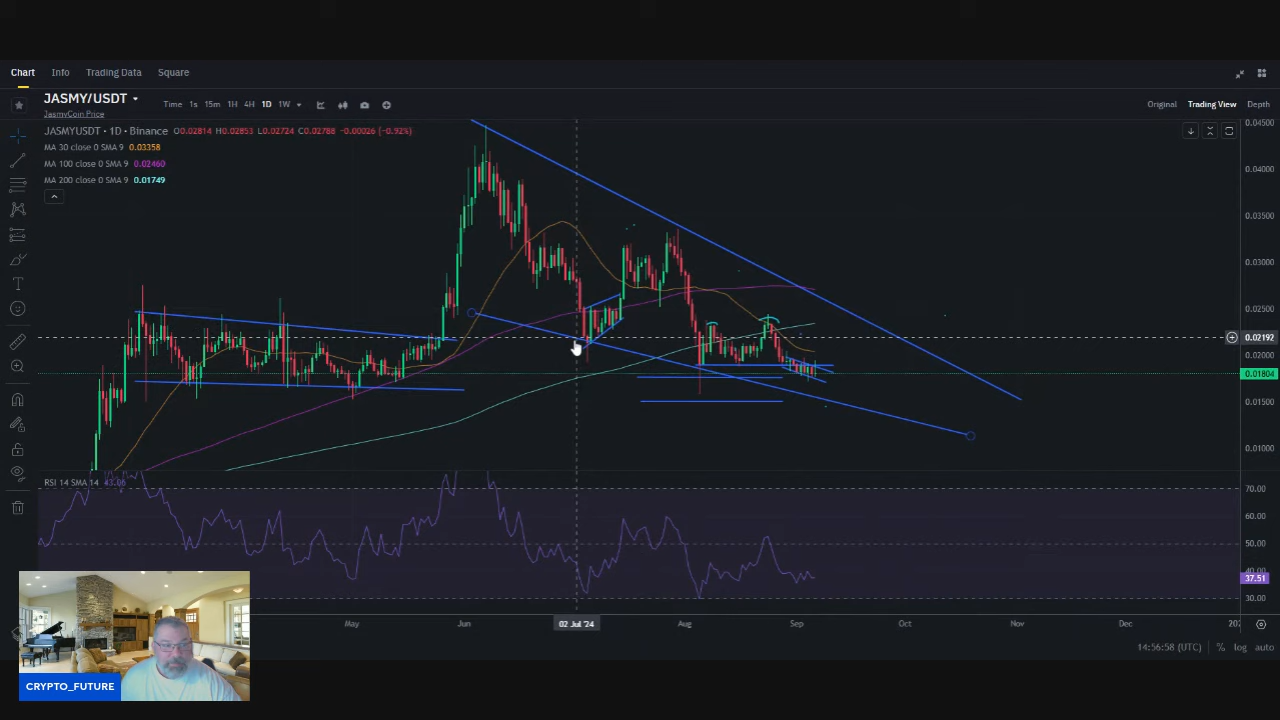 Chart Info Trading Data Square
JASMY/USDT
JasmyCoin Price
Time 1s 15m 1H 4H 1D 1W
Original Trading View Depth
JASMYUSDT · 1D · Binance O0.02814 H0.02853 L0.02724 C0.02788 -0.00026 (-0.92%)
MA 30 close 0 SMA 9 0.03358
MA 100 close 0 SMA 9 0.02460
MA 200 close 0 SMA 9 0.01749
0.04500
0.04000
0.03500
0.03000
0.02500
0.02192
0.02000
0.01804
0.01500
0.01000
RSI 14 SMA 14 43.06
70.00
60.00
50.00
40.00
37.51
30.00
May Jun 02 Jul '24 Aug Sep Oct Nov Dec 202
14:56:58 (UTC) % log auto
CRYPTO_FUTURE